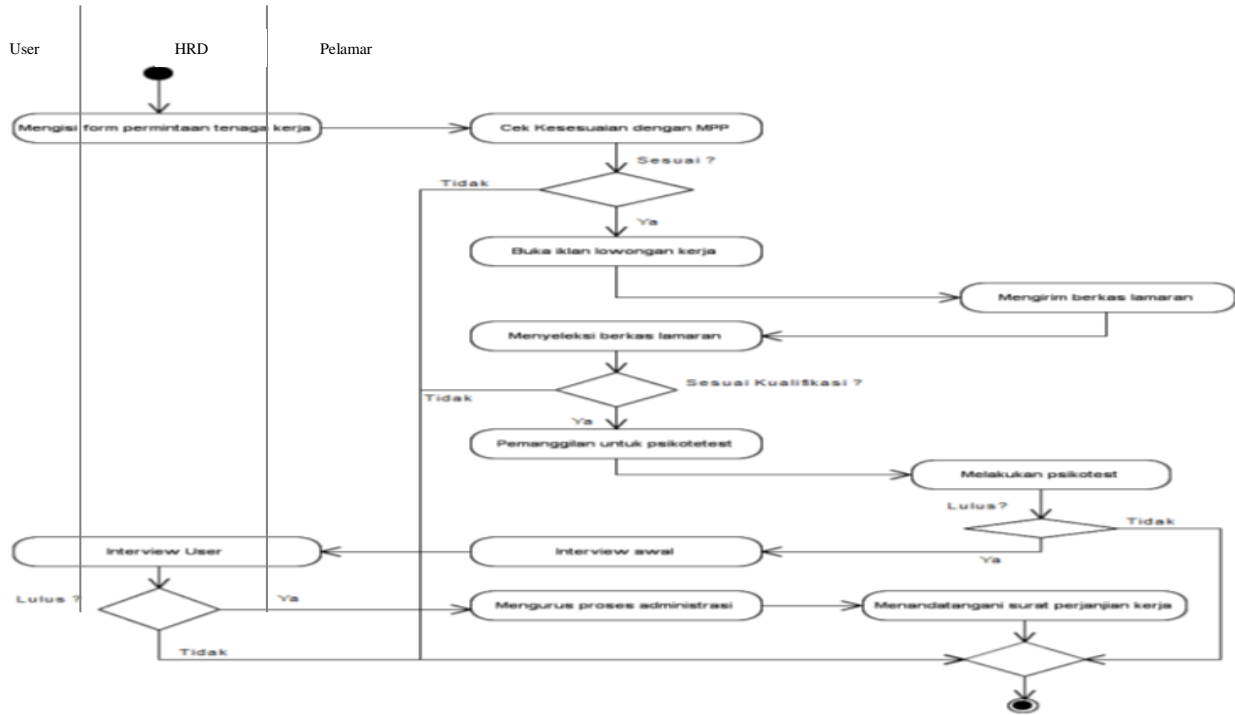 User
HRD
Pelamar
Mengisi form permintaan tenaga kerja
Cek Kesesuaian dengan MPP
Sesuai ?
Tidak
Ya
Buka iklan lowongan kerja
Mengirim berkas lamaran
Menyeleksi berkas lamaran
Sesuai Kualifikasi ?
Tidak
Ya
Pemanggilan untuk psikotetest
Melakukan psikotest
Lulus?
Tidak
Ya
Interview awal
Interview User
Lulus ?
Ya
Mengurus proses administrasi
Menandatangani surat perjanjian kerja
Tidak